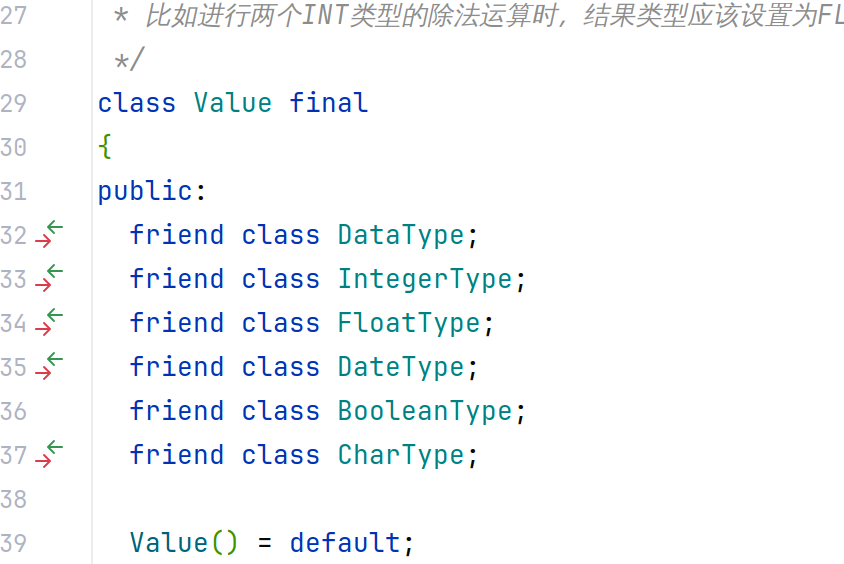 27 * 比如进行两个INT类型的除法运算时，结果类型应该设置为FL
28 */
29 class Value final
30 {
31 public:
32 friend class DataType;
33 friend class IntegerType;
34 friend class FloatType;
35 friend class DateType;
36 friend class BooleanType;
37 friend class CharType;
38
39 Value() = default;